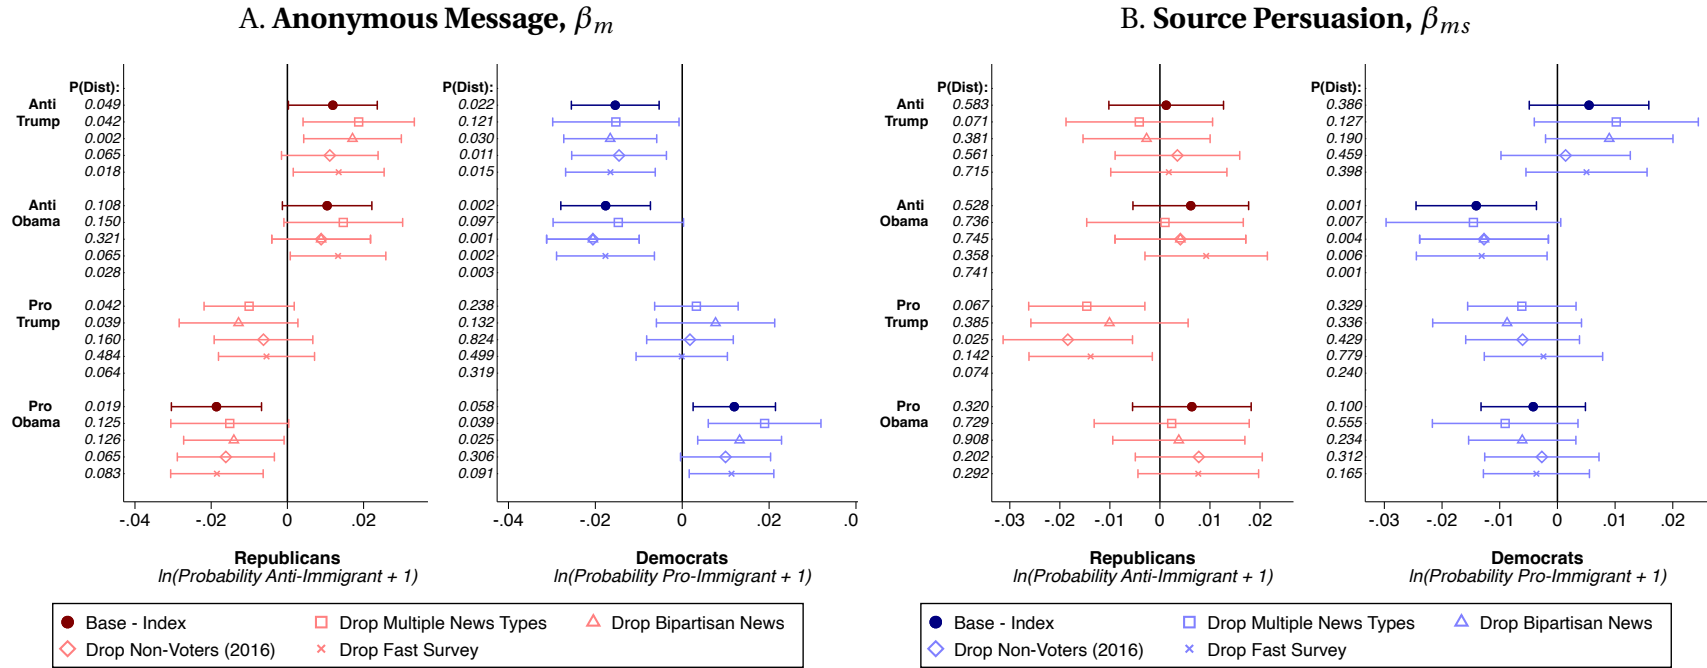 A. Anonymous Message, βm
B. Source Persuasion, βms
P(Dist):
Anti
Trump
0.049
0.042
0.002
0.065
0.018
Anti
Obama
0.108
0.150
0.321
0.065
0.028
Pro
Trump
0.042
0.039
0.160
0.484
0.064
Pro
Obama
0.019
0.125
0.126
0.065
0.083
-.04 -.02 0 .02
Republicans
ln(Probability Anti-Immigrant + 1)
P(Dist):
0.022
0.121
0.030
0.011
0.015
0.002
0.097
0.001
0.002
0.003
0.238
0.132
0.824
0.499
0.319
0.058
0.039
0.025
0.306
0.091
-.04 -.02 0 .02 .0
Democrats
ln(Probability Pro-Immigrant + 1)
Base - Index
Drop Multiple News Types
Drop Bipartisan News
Drop Non-Voters (2016)
Drop Fast Survey
P(Dist):
Anti
Trump
0.583
0.071
0.381
0.561
0.715
Anti
Obama
0.528
0.736
0.745
0.358
0.741
Pro
Trump
0.067
0.385
0.025
0.142
0.074
Pro
Obama
0.320
0.729
0.908
0.202
0.292
-.03 -.02 -.01 0 .01 .02
Republicans
ln(Probability Anti-Immigrant + 1)
P(Dist):
0.386
0.127
0.190
0.459
0.398
0.001
0.007
0.004
0.006
0.001
0.329
0.336
0.429
0.779
0.240
0.100
0.555
0.234
0.312
0.165
-.03 -.02 -.01 0 .01 .02
Democrats
ln(Probability Pro-Immigrant + 1)
Base - Index
Drop Multiple News Types
Drop Bipartisan News
Drop Non-Voters (2016)
Drop Fast Survey